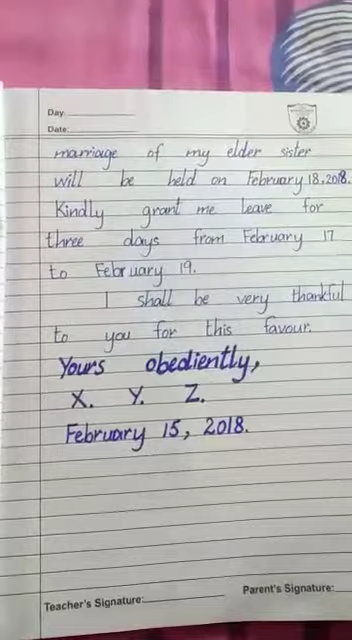 Day:
Date:
marriage of my elder sister
will be held on February 18, 2018.
Kindly grant me leave for
three days from February 17
to February 19.
I shall be very thankful
to you for this favour.
Yours obediently,
X. Y. Z.
February 15, 2018.
Teacher's Signature: Parent's Signature: